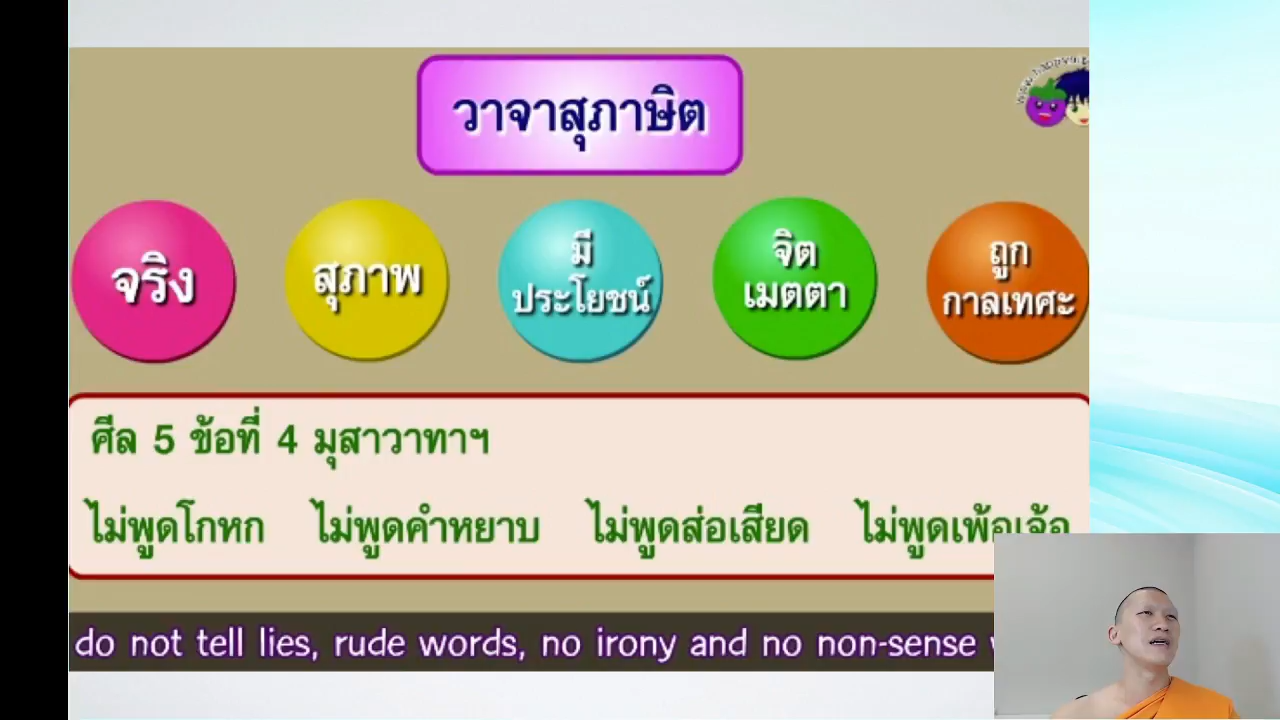 วาจาสุภาษิต
จริง
สุภาพ
มี
ประโยชน์
จิต
เมตตา
ถูก
กาลเทศะ
ศีล 5 ข้อที่ 4 มุสาวาทาฯ
ไม่พูดโกหก ไม่พูดคำหยาบ ไม่พูดส่อเสียด ไม่พูดเพ้อเจ้อ
do not tell lies, rude words, no irony and no non-sense